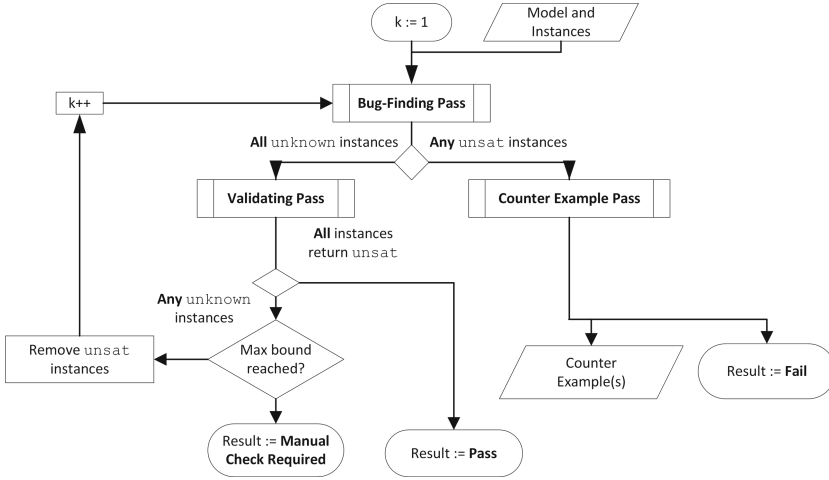 k := 1
Model and
Instances
k++
Bug-Finding Pass
All unknown instances
Any unsat instances
Validating Pass
Counter Example Pass
All instances
return unsat
Any unknown
instances
Remove unsat
instances
Max bound
reached?
Counter
Example(s)
Result := Fail
Result := Manual
Check Required
Result := Pass